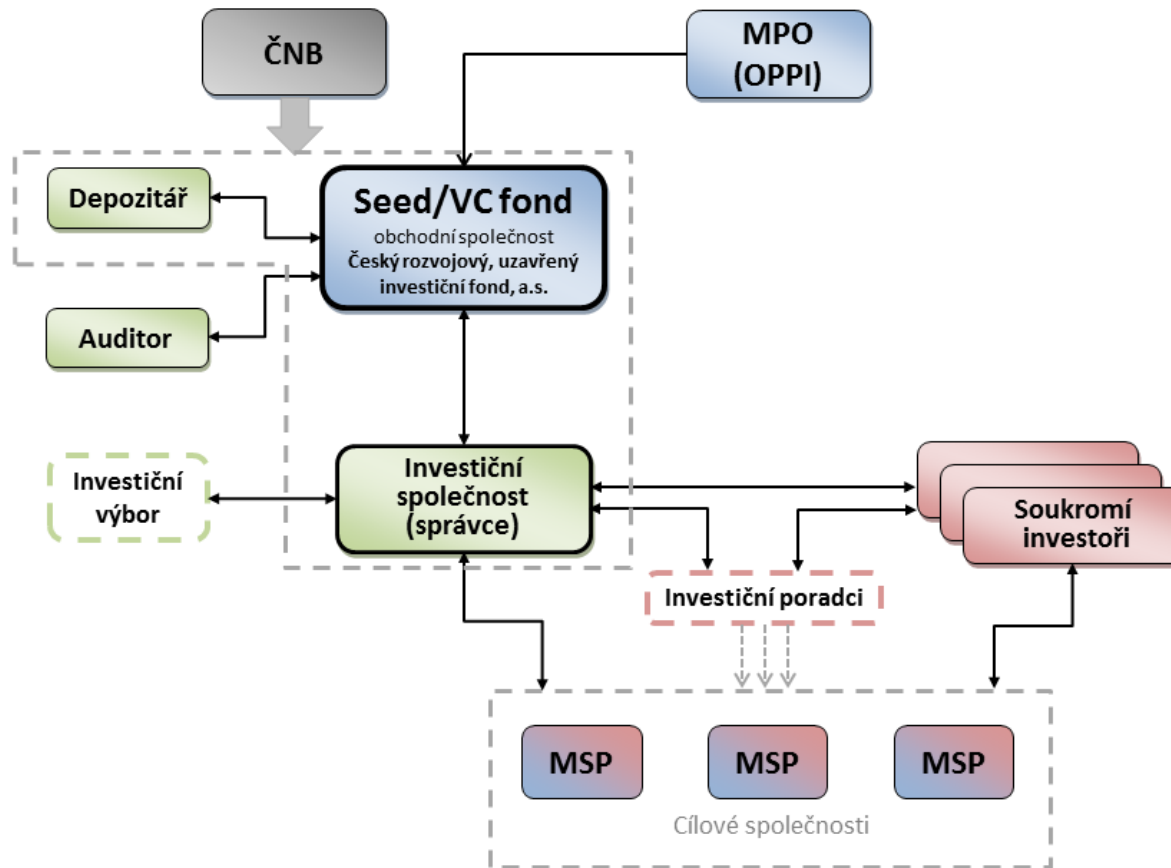 ČNB
MPO
(OPPI)
Depozitář
Seed/VC fond
obchodní společnost
Český rozvojový, uzavřený
investiční fond, a.s.
Auditor
Investiční
výbor
Investiční
společnost
(správce)
Soukromí
investoři
Investiční poradci
MSP
MSP
MSP
Cílové společnosti